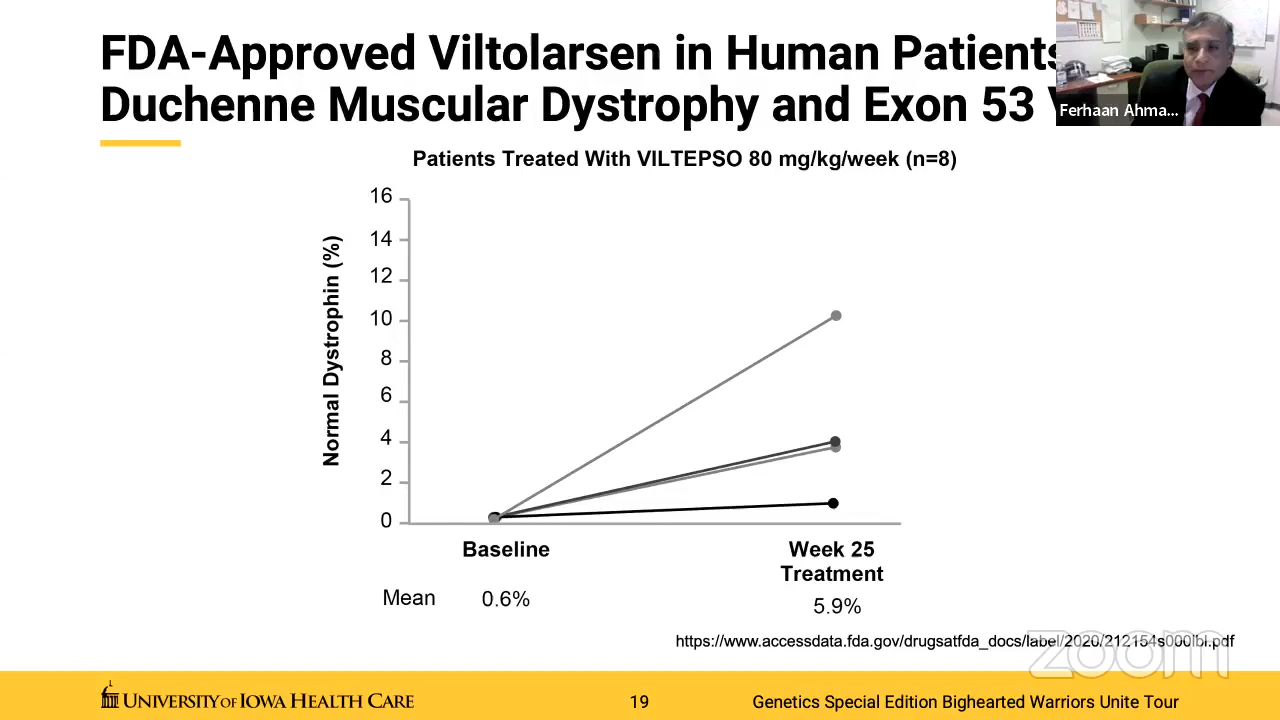 FDA-Approved Viltolarsen in Human Patients
Duchenne Muscular Dystrophy and Exon 53
Ferhaan Ahma...
Patients Treated With VILTEPSO 80 mg/kg/week (n=8)
Normal Dystrophin (%)
16
14
12
10
8
6
4
2
0
Baseline
Week 25
Treatment
Mean
0.6%
5.9%
https://www.accessdata.fda.gov/drugsatfda_docs/label/2020/212154s000lbl.pdf
zoom
UNIVERSITY OF IOWA HEALTH CARE
19
Genetics Special Edition Bighearted Warriors Unite Tour